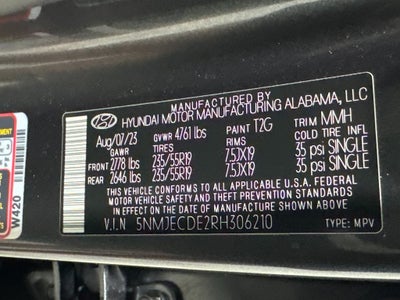 MANUFACTURED BY
HYUNDAI MOTOR MANUFACTURING ALABAMA, LLC
Aug/07/23 GVWR 4761 lbs PAINT T2G TRIM MMH
GAWR TIRES RIMS COLD TIRE INFL
FRONT 2778 lbs 235/55R19 7.5JX19 35 psi SINGLE
REAR 2646 lbs 235/55R19 7.5JX19 35 psi SINGLE
THIS VEHICLE CONFORMS TO ALL APPLICABLE U.S.A. FEDERAL
MOTOR VEHICLE SAFETY AND THEFT PREVENTION STANDARDS
IN EFFECT ON THE DATE OF MANUFACTURE SHOWN ABOVE.
V.I.N 5NMJECDE2RH306210 TYPE: MPV
W420